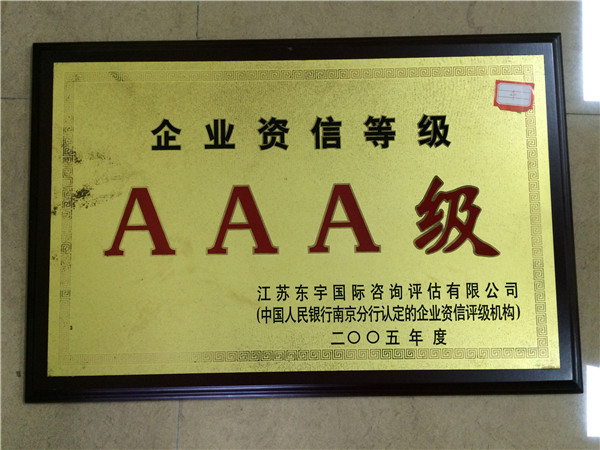 企业资信等级
AAA级
江苏东宇国际咨询评估有限公司
(中国人民银行南京分行认定的企业资信评级机构)
二〇〇五年度